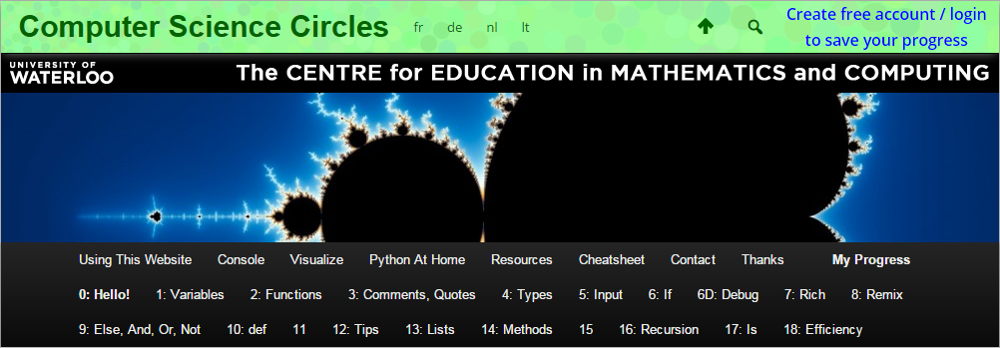 Computer Science Circles fr de nl lt Create free account / login
to save your progress
UNIVERSITY OF
WATERLOO
The CENTRE for EDUCATION in MATHEMATICS and COMPUTING
Using This Website Console Visualize Python At Home Resources Cheatsheet Contact Thanks My Progress
0: Hello! 1: Variables 2: Functions 3: Comments, Quotes 4: Types 5: Input 6: If 6D: Debug 7: Rich 8: Remix
9: Else, And, Or, Not 10: def 11 12: Tips 13: Lists 14: Methods 15 16: Recursion 17: Is 18: Efficiency